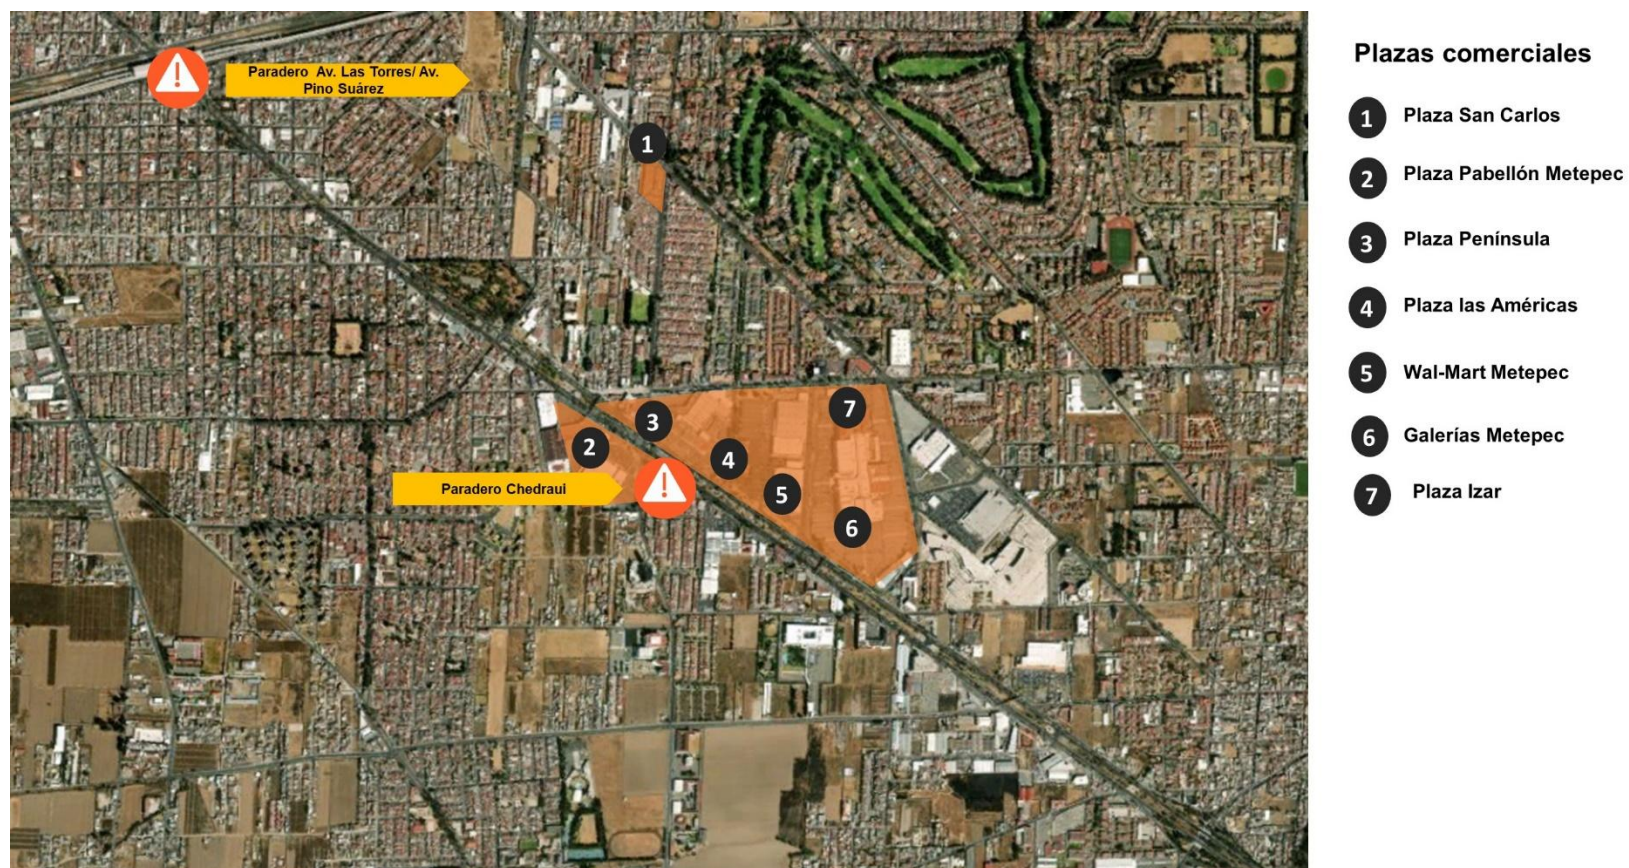 Paradero Av. Las Torres/ Av.
Pino Suárez
1
3
7
2
4
5
Paradero Chedraui
6
Plazas comerciales
1 Plaza San Carlos
2 Plaza Pabellón Metepec
3 Plaza Península
4 Plaza las Américas
5 Wal-Mart Metepec
6 Galerías Metepec
7 Plaza Izar